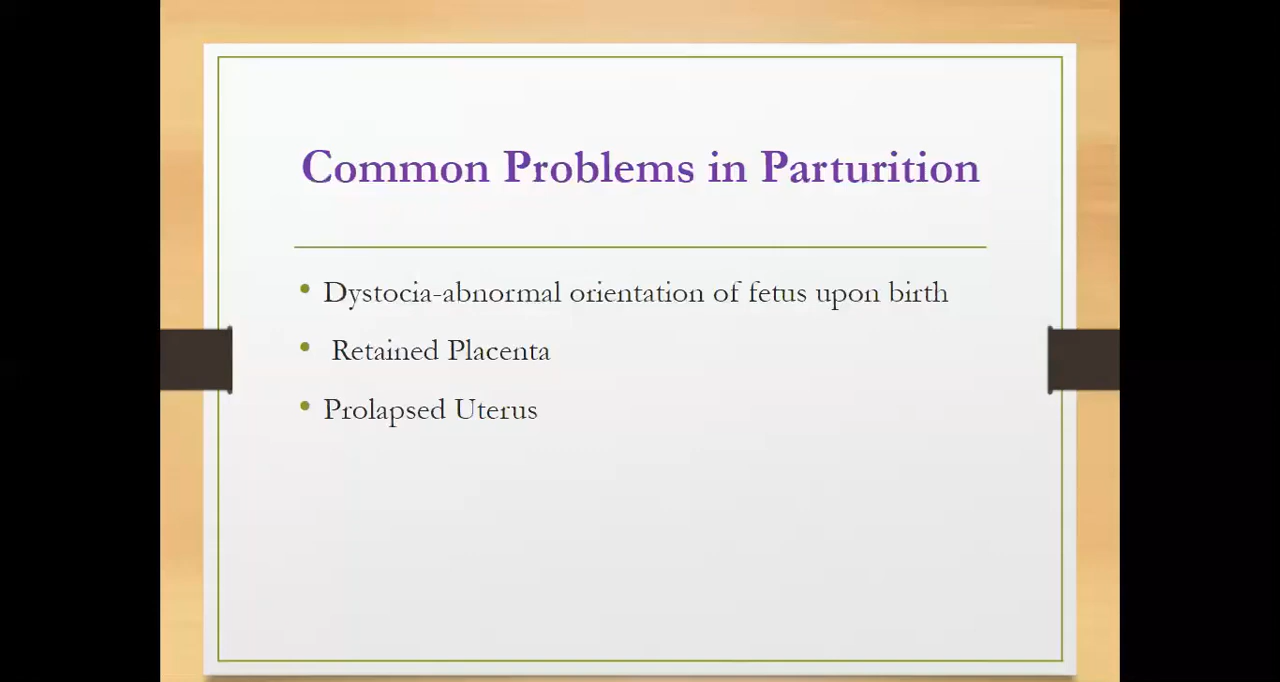 Common Problems in Parturition
• Dystocia-abnormal orientation of fetus upon birth
• Retained Placenta
• Prolapsed Uterus